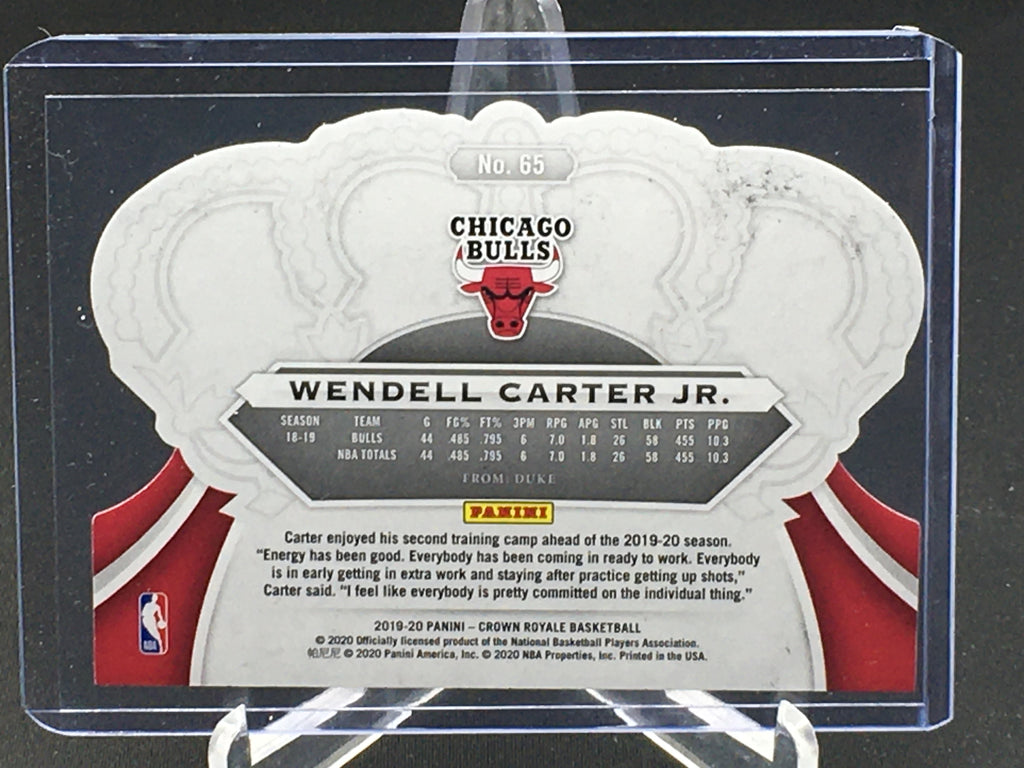 No. 65
CHICAGO
BULLS
WENDELL CARTER JR.
SEASON TEAM G FG% FT% 3PM RPG APG STL BLK PTS PPG
18-19 BULLS 44 .485 .795 6 7.0 1.8 26 58 455 10.3
NBA TOTALS 44 .485 .795 6 7.0 1.8 26 58 455 10.3
FROM: DUKE
PANINI
Carter enjoyed his second training camp ahead of the 2019-20 season.
"Energy has been good. Everybody has been coming in ready to work. Everybody
is in early getting in extra work and staying after practice getting up shots,"
Carter said. "I feel like everybody is pretty committed on the individual thing."
2019-20 PANINI – CROWN ROYALE BASKETBALL
© 2020 Officially licensed product of the National Basketball Players Association.
帕尼尼 © 2020 Panini America, Inc. © 2020 NBA Properties, Inc. Printed in the USA.
NBA